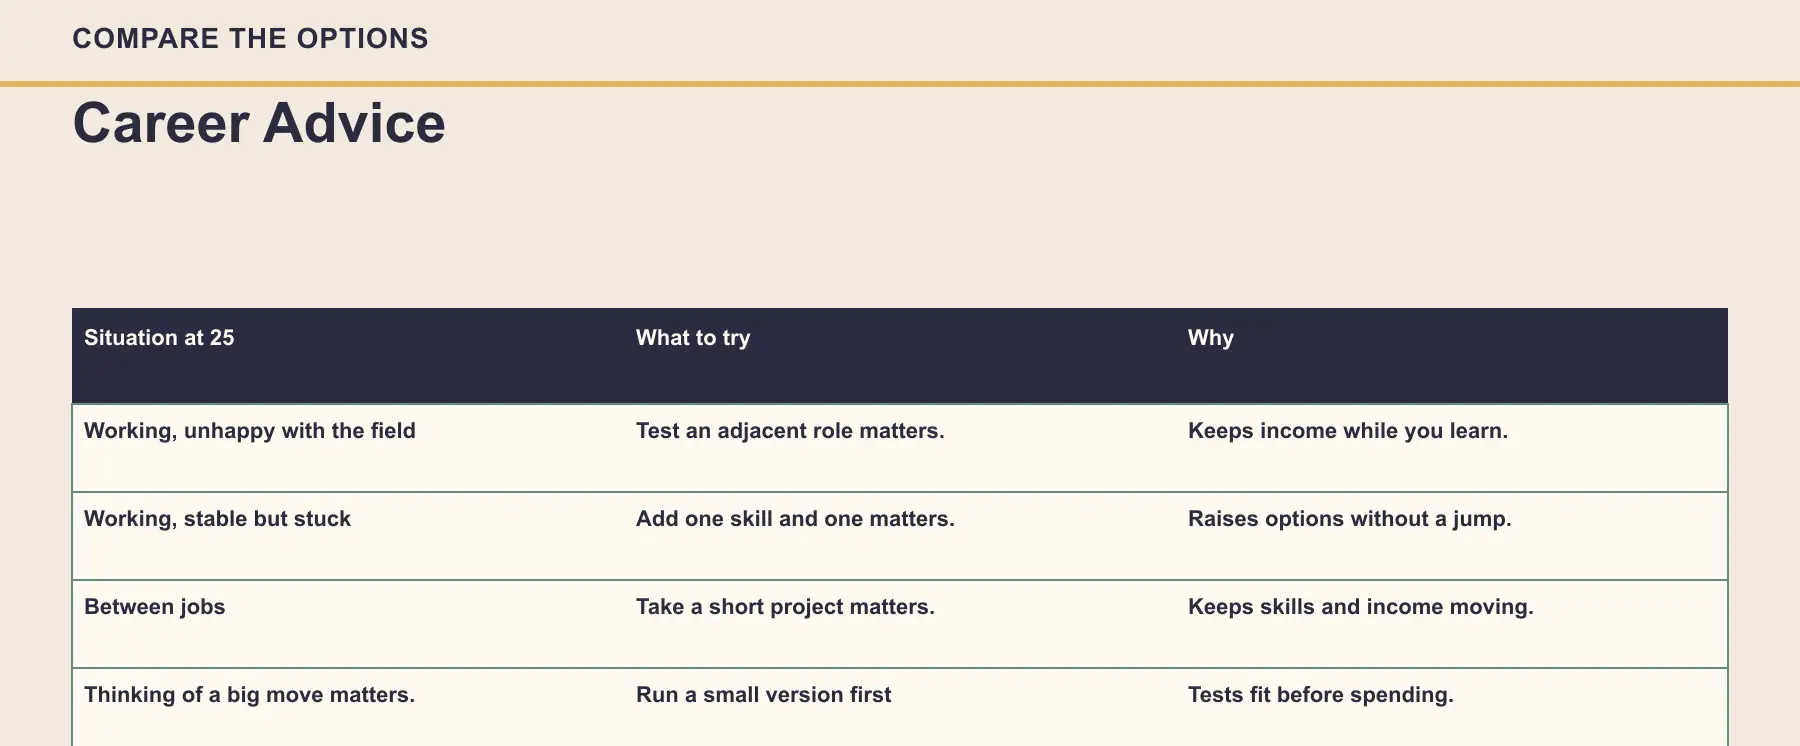 COMPARE THE OPTIONS
Career Advice
Situation at 25 What to try Why
Working, unhappy with the field Test an adjacent role matters. Keeps income while you learn.
Working, stable but stuck Add one skill and one matters. Raises options without a jump.
Between jobs Take a short project matters. Keeps skills and income moving.
Thinking of a big move matters. Run a small version first Tests fit before spending.